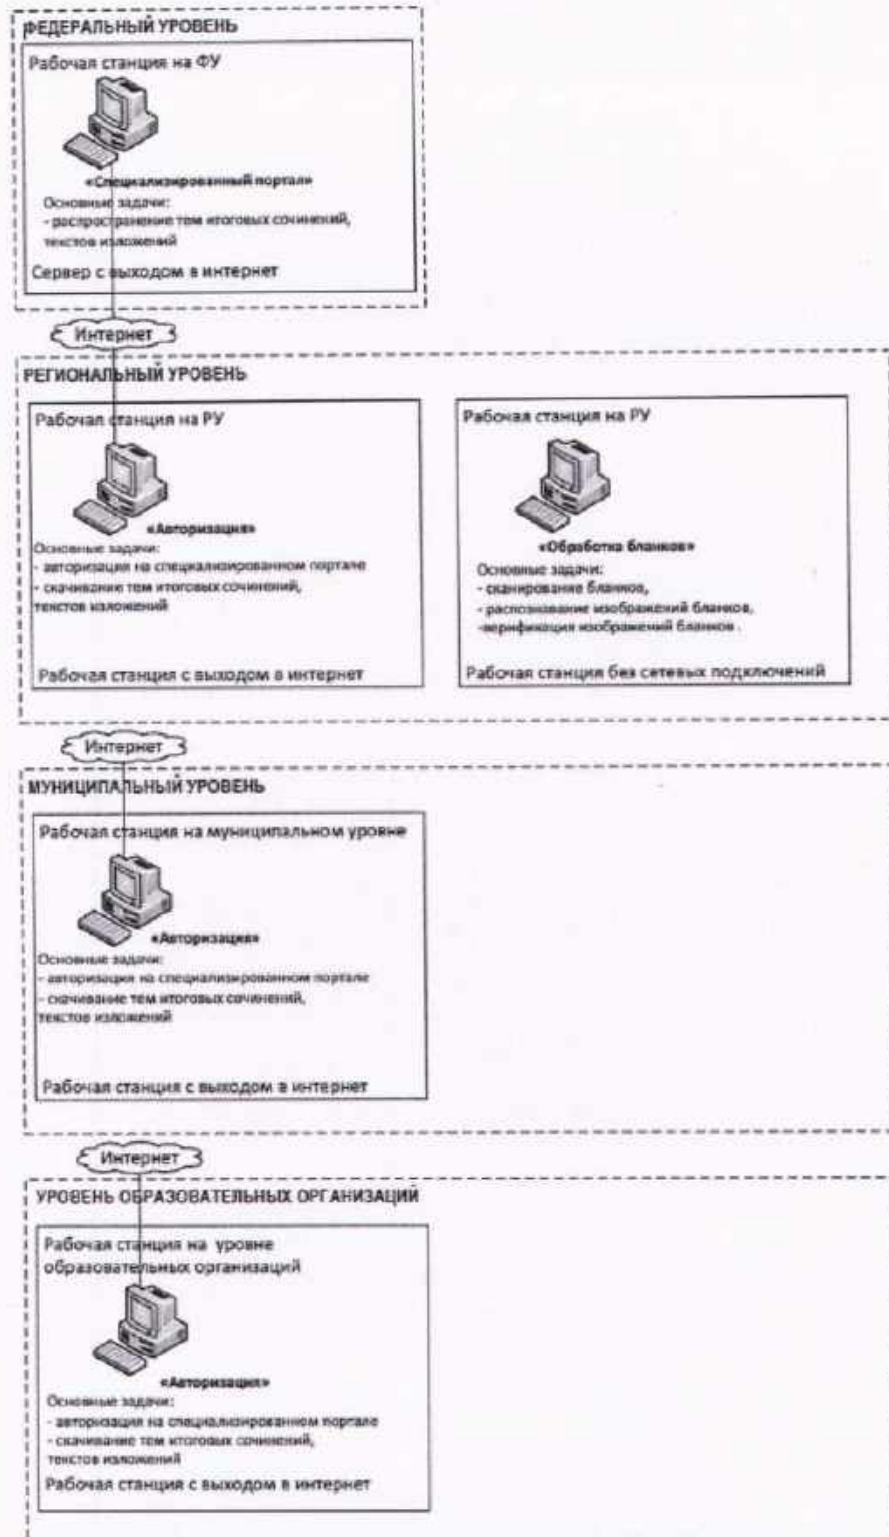 ФЕДЕРАЛЬНЫЙ УРОВЕНЬ
Рабочая станция на ФУ
«Специализированный портал»
Основные задачи:
- распространение тем итоговых сочинений,
текстов изложений
Сервер с выходом в интернет
Интернет
РЕГИОНАЛЬНЫЙ УРОВЕНЬ
Рабочая станция на РУ
«Авторизация»
Основные задачи:
- авторизация на специализированном портале
- скачивание тем итоговых сочинений,
текстов изложений
Рабочая станция с выходом в интернет
Рабочая станция на РУ
«Обработка бланков»
Основные задачи:
- сканирование бланков,
- распознавание изображений бланков,
-верификация изображений бланков .
Рабочая станция без сетевых подключений
Интернет
МУНИЦИПАЛЬНЫЙ УРОВЕНЬ
Рабочая станция на муниципальном уровне
«Авторизация»
Основные задачи:
- авторизация на специализированном портале
- скачивание тем итоговых сочинений,
текстов изложений
Рабочая станция с выходом в интернет
Интернет
УРОВЕНЬ ОБРАЗОВАТЕЛЬНЫХ ОРГАНИЗАЦИЙ
Рабочая станция на уровне
образовательных организаций
«Авторизация»
Основные задачи:
- авторизация на специализированном портале
- скачивание тем итоговых сочинений,
текстов изложений
Рабочая станция с выходом в интернет